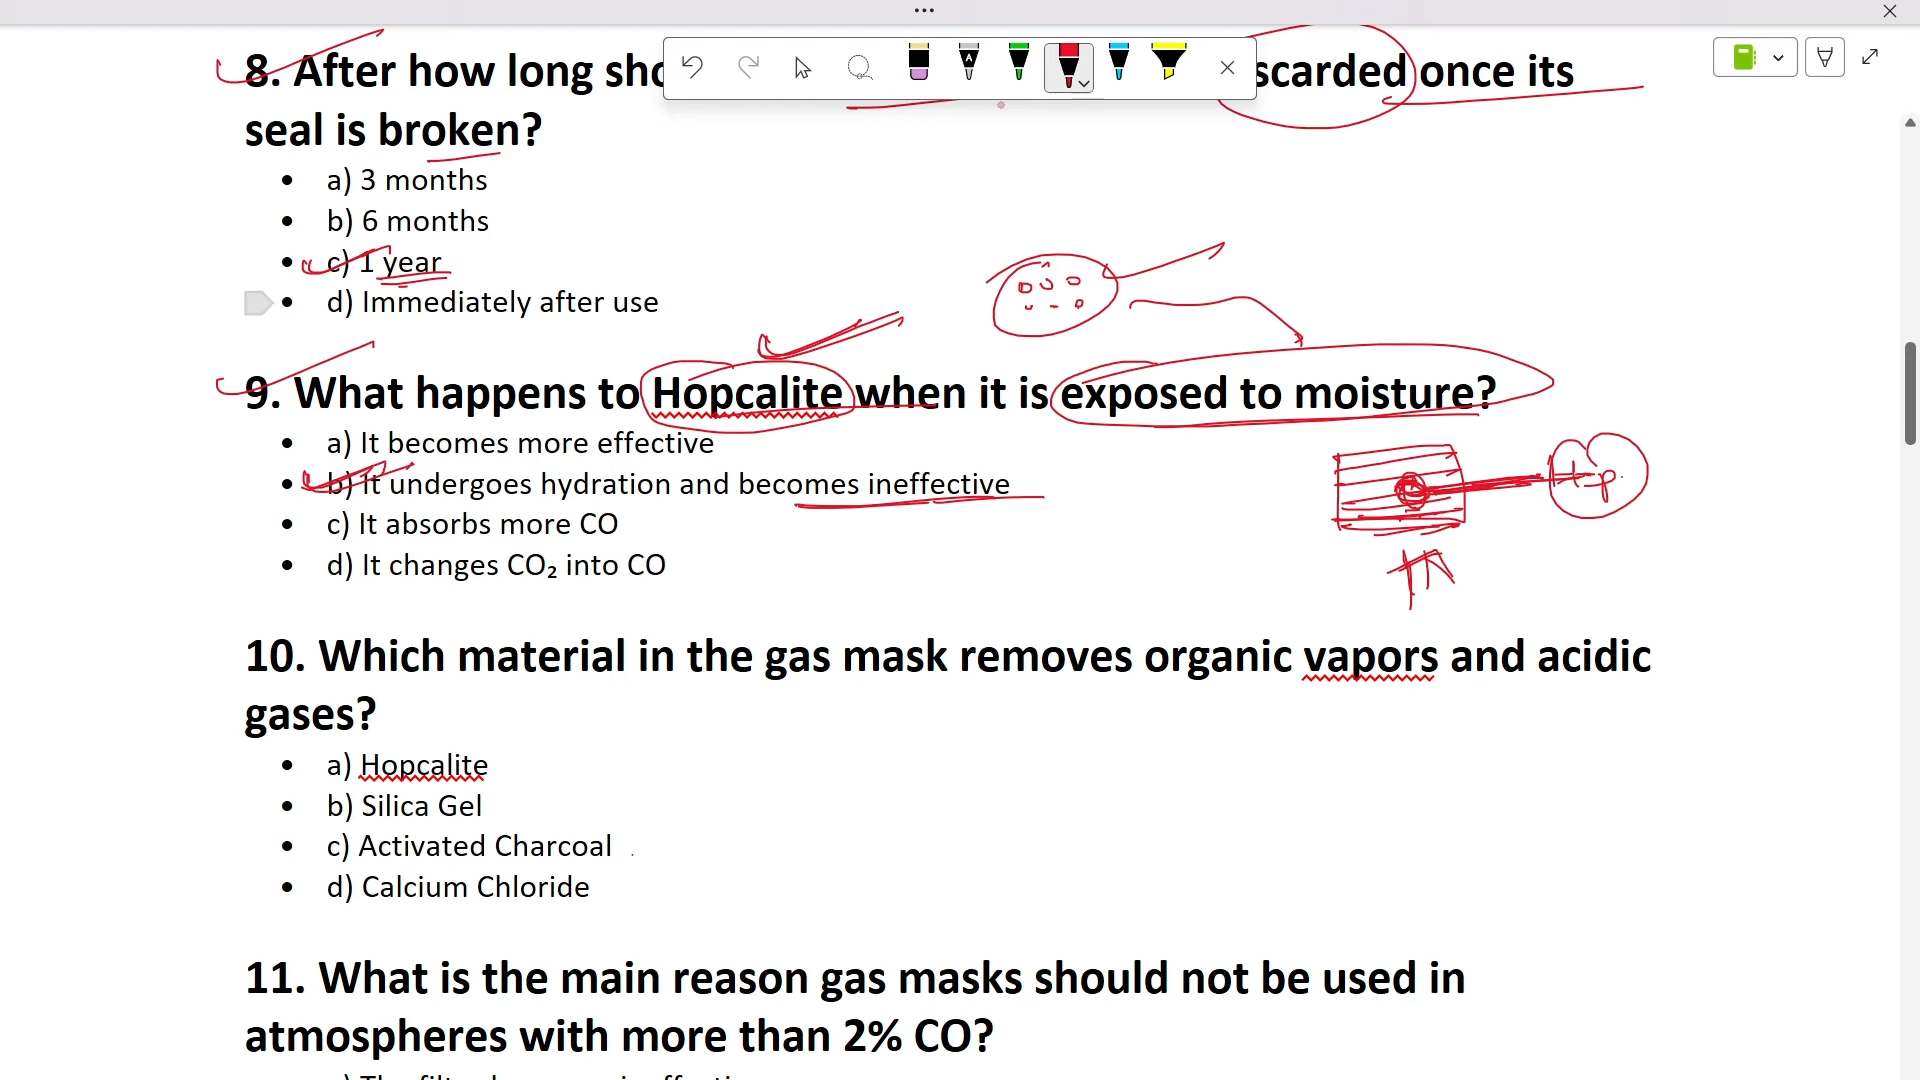 8. After how long sho scarded once its
seal is broken?
• a) 3 months
• b) 6 months
• c) 1 year
• d) Immediately after use
9. What happens to Hopcalite when it is exposed to moisture?
• a) It becomes more effective
• b) It undergoes hydration and becomes ineffective
• c) It absorbs more CO
• d) It changes CO₂ into CO
10. Which material in the gas mask removes organic vapors and acidic
gases?
• a) Hopcalite
• b) Silica Gel
• c) Activated Charcoal
• d) Calcium Chloride
11. What is the main reason gas masks should not be used in
atmospheres with more than 2% CO?